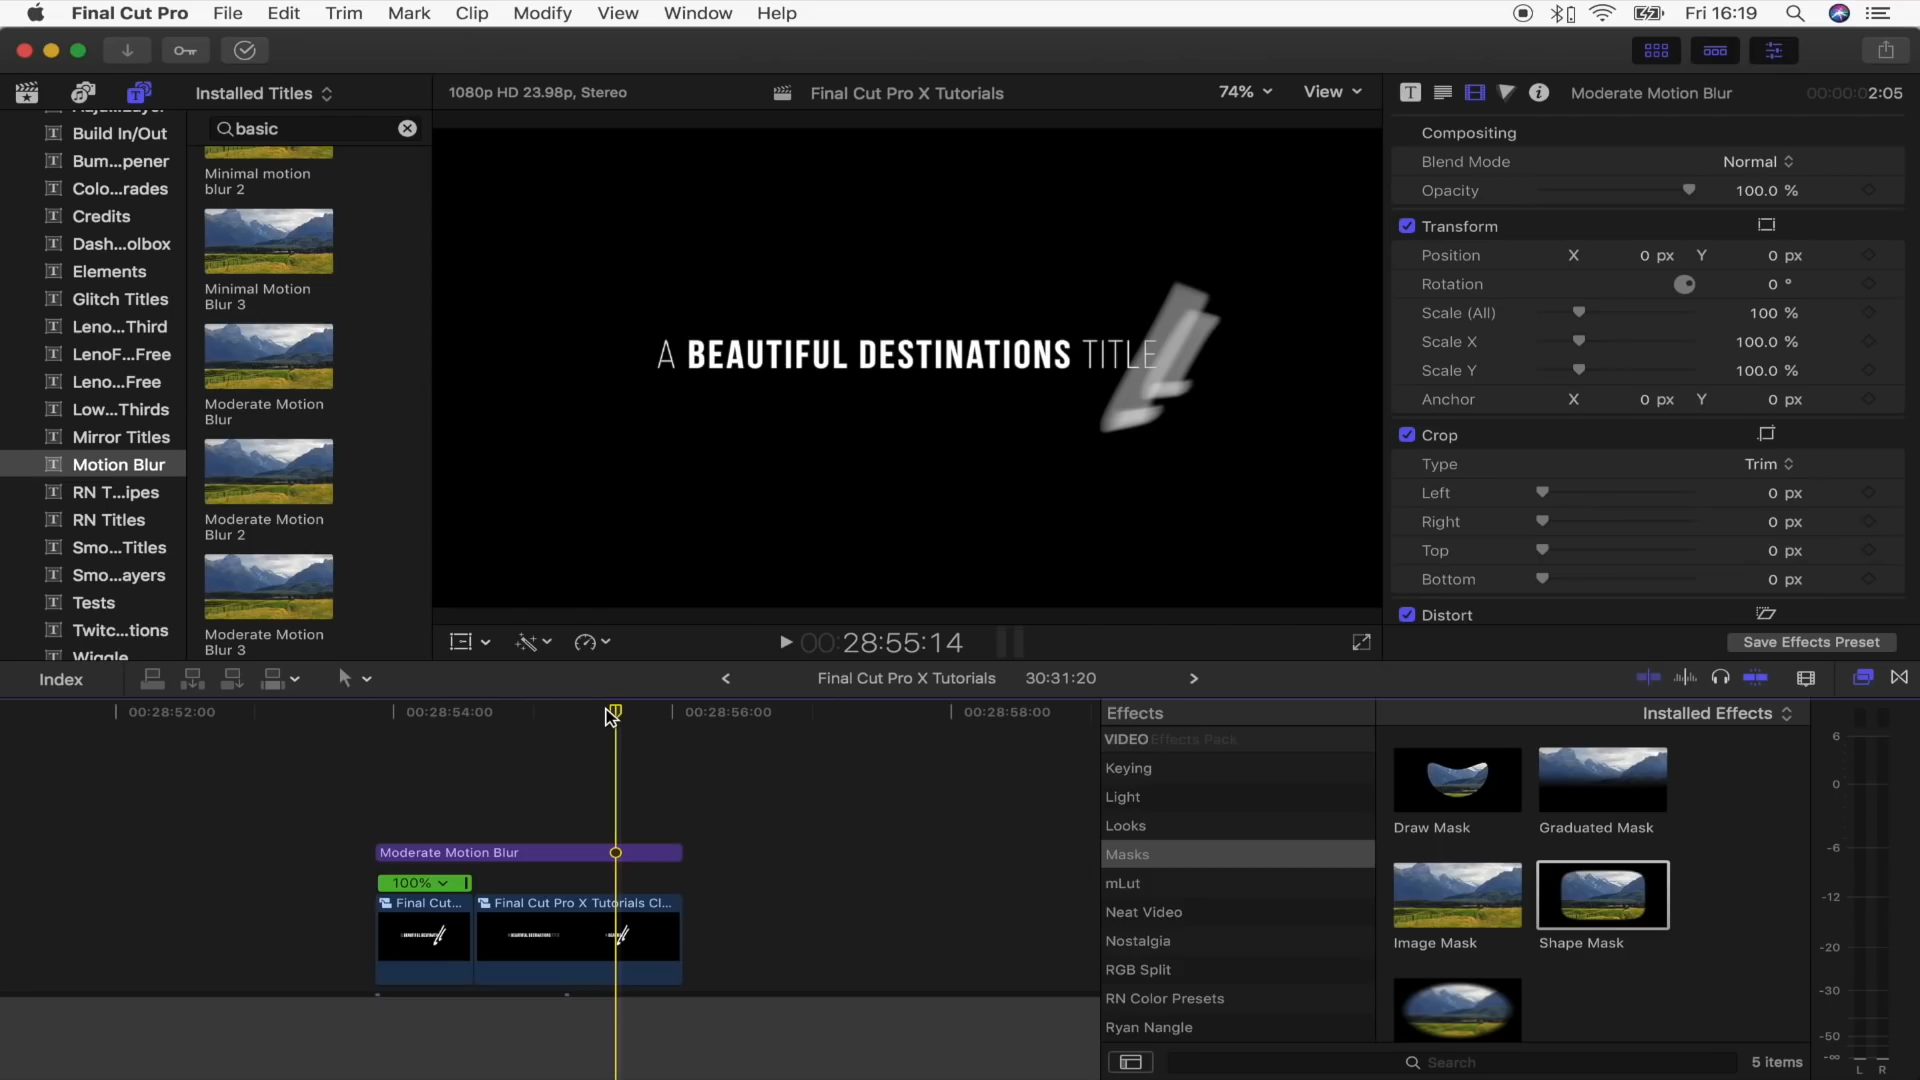 Final Cut Pro File Edit Trim Mark Clip Modify View Window Help Fri 16:19
Installed Titles
1080p HD 23.98p, Stereo Final Cut Pro X Tutorials 74% View
Moderate Motion Blur 00:00:02:05
basic
Build In/Out
Bum...pener
Colo...rades
Credits
Dash...olbox
Elements
Glitch Titles
Leno...Third
LenoF...Free
Leno...Free
Low...Thirds
Mirror Titles
Motion Blur
RN T...ipes
RN Titles
Smo...Titles
Smo...ayers
Tests
Twitc...tions
Wiggle
Minimal motion
blur 2
Minimal Motion
Blur 3
Moderate Motion
Blur
Moderate Motion
Blur 2
Moderate Motion
Blur 3
A BEAUTIFUL DESTINATIONS TITLE
Compositing
Blend Mode Normal
Opacity 100.0 %
Transform
Position X 0 px Y 0 px
Rotation 0 °
Scale (All) 100 %
Scale X 100.0 %
Scale Y 100.0 %
Anchor X 0 px Y 0 px
Crop
Type Trim
Left 0 px
Right 0 px
Top 0 px
Bottom 0 px
Distort
Save Effects Preset
00:28:55:14
Index
Final Cut Pro X Tutorials 30:31:20
00:28:52:00 00:28:54:00 00:28:56:00 00:28:58:00
Moderate Motion Blur
100%
Final Cut... Final Cut Pro X Tutorials Cl...
Effects Installed Effects
VIDEO Effects Pack
Keying
Light
Looks
Masks
mLut
Neat Video
Nostalgia
RGB Split
RN Color Presets
Ryan Nangle
Draw Mask
Graduated Mask
Image Mask
Shape Mask
Search
5 items
6
0
-6
-12
-20
-30
-50
-∞
L R